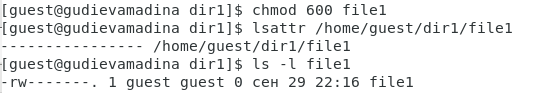 [guest@gudievamadina dir1]$ chmod 600 file1
[guest@gudievamadina dir1]$ lsattr /home/guest/dir1/file1
---------------- /home/guest/dir1/file1
[guest@gudievamadina dir1]$ ls -l file1
-rw-------. 1 guest guest 0 сен 29 22:16 file1